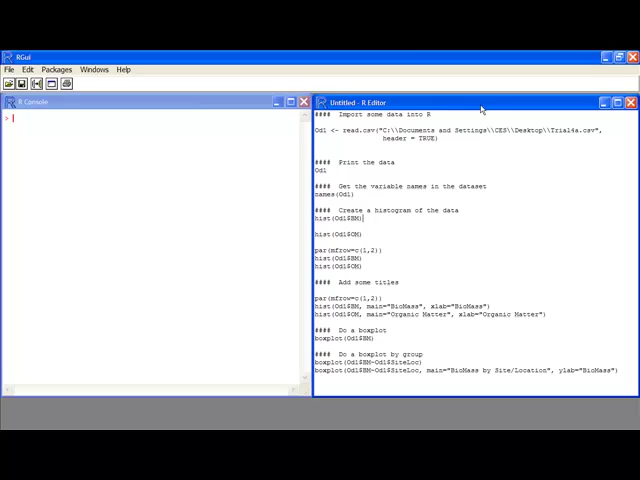 RGui
File Edit Packages Windows Help
R Console
>
Untitled - R Editor
#### Import some data into R
Od1 <- read.csv("C:\\Documents and Settings\\CES\\Desktop\\Trial4a.csv",
header = TRUE)
#### Print the data
Od1
#### Get the variable names in the dataset
names(Od1)
#### Create a histogram of the data
hist(Od1$BM)
hist(Od1$OM)
par(mfrow=c(1,2))
hist(Od1$BM)
hist(Od1$OM)
#### Add some titles
par(mfrow=c(1,2))
hist(Od1$BM, main="BioMass", xlab="BioMass")
hist(Od1$OM, main="Organic Matter", xlab="Organic Matter")
#### Do a boxplot
boxplot(Od1$BM)
#### Do a boxplot by group
boxplot(Od1$BM~Od1$SiteLoc)
boxplot(Od1$BM~Od1$SiteLoc, main="BioMass by Site/Location", ylab="BioMass")